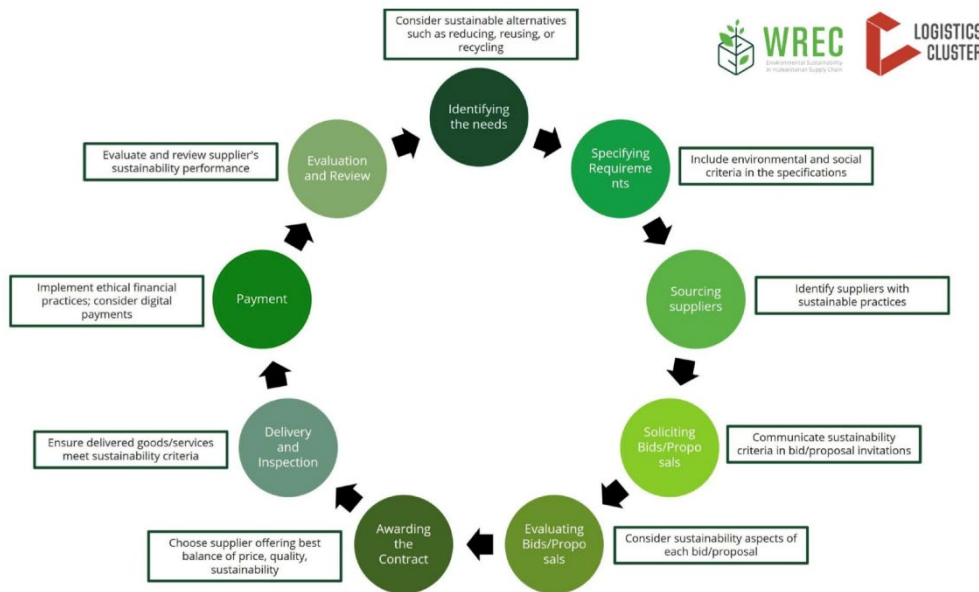 Consider sustainable alternatives
such as reducing, reusing, or
recycling
WREC
Environmental Sustainability
in Humanitarian Supply Chain
LOGISTICS
CLUSTER
Identifying
the needs
Specifying
Requireme
nts
Include environmental and social
criteria in the specifications
Sourcing
suppliers
Identify suppliers with
sustainable practices
Soliciting
Bids/Propo
sals
Communicate sustainability
criteria in bid/proposal invitations
Evaluating
Bids/Propo
sals
Consider sustainability aspects of
each bid/proposal
Awarding
the
Contract
Choose supplier offering best
balance of price, quality,
sustainability
Delivery
and
Inspection
Ensure delivered goods/services
meet sustainability criteria
Payment
Implement ethical financial
practices; consider digital
payments
Evaluation
and Review
Evaluate and review supplier's
sustainability performance